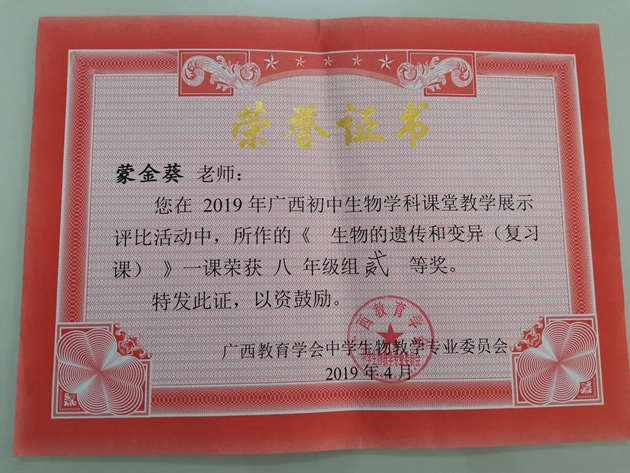 荣誉证书
蒙金葵 老师：
您在 2019 年广西初中生物学科课堂教学展示
评比活动中，所作的《 生物的遗传和变异（复习
课） 》一课荣获 八 年级组 贰 等奖。
特发此证，以资鼓励。
广西教育学会中学生物教学专业委员会
2019 年 4 月